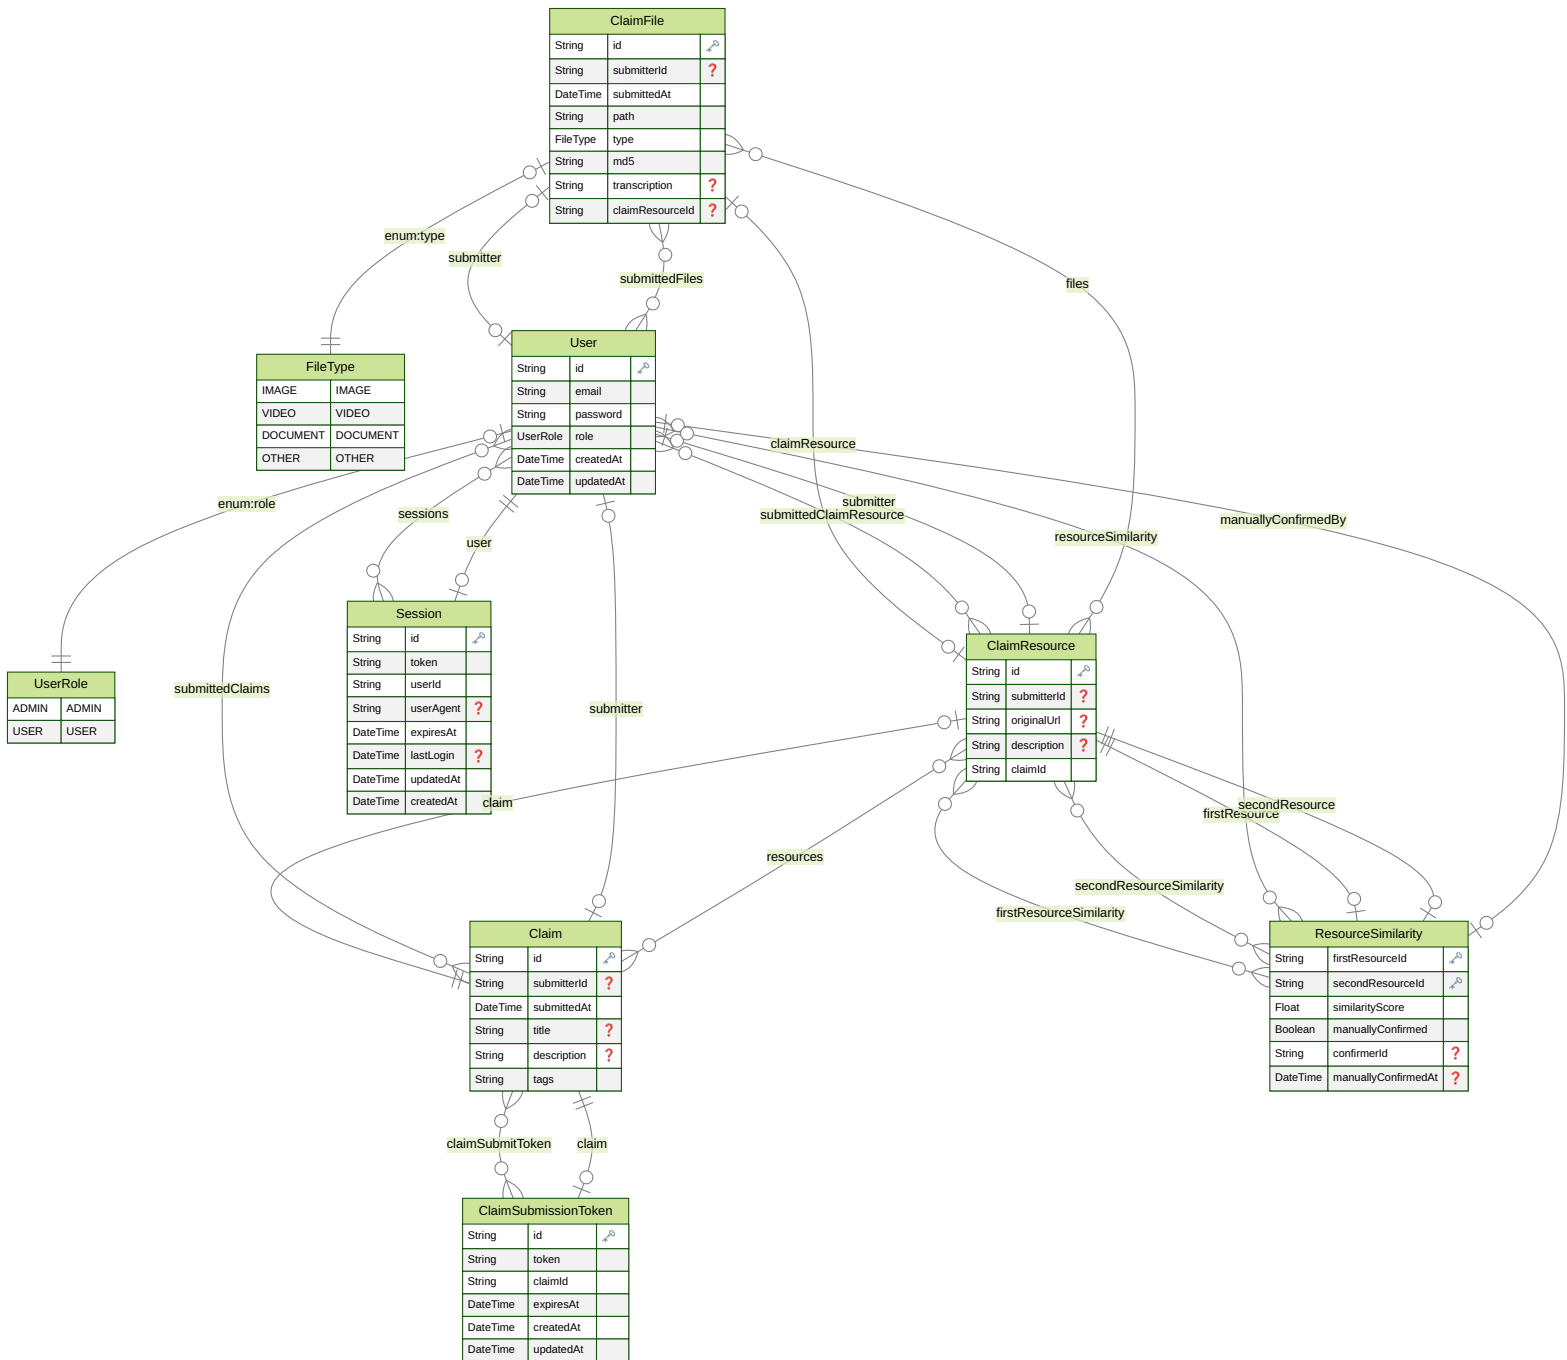 ClaimFile
String id
String submitterId ❓
DateTime submittedAt
String path
FileType type
String md5
String transcription ❓
String claimResourceId ❓
enum:type
submitter
submittedFiles
files
User
String id
String email
String password
UserRole role
DateTime createdAt
DateTime updatedAt
FileType
IMAGE IMAGE
VIDEO VIDEO
DOCUMENT DOCUMENT
OTHER OTHER
claimResource
enum:role
sessions
user
submitter
submittedClaimResource
resourceSimilarity
manuallyConfirmedBy
Session
String id
String token
String userId
String userAgent ❓
DateTime expiresAt
DateTime lastLogin ❓
DateTime updatedAt
DateTime createdAt
ClaimResource
String id
String submitterId ❓
String originalUrl ❓
String description ❓
String claimId
UserRole
ADMIN ADMIN
USER USER
submittedClaims
submitter
claim
secondResource
firstResource
resources
secondResourceSimilarity
firstResourceSimilarity
Claim
String id
String submitterId ❓
DateTime submittedAt
String title ❓
String description ❓
String tags
ResourceSimilarity
String firstResourceId
String secondResourceId
Float similarityScore
Boolean manuallyConfirmed
String confirmerId ❓
DateTime manuallyConfirmedAt ❓
claimSubmitToken
claim
ClaimSubmissionToken
String id
String token
String claimId
DateTime expiresAt
DateTime createdAt
DateTime updatedAt